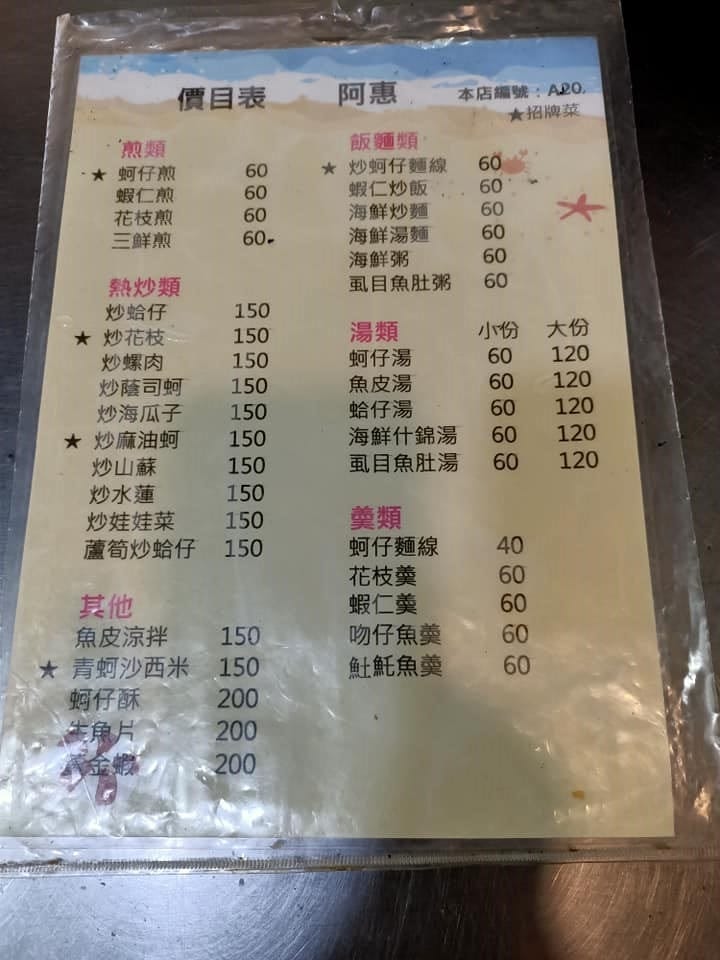 價目表 阿惠 本店編號：A20
★招牌菜
煎類
★ 蚵仔煎 60
蝦仁煎 60
花枝煎 60
三鮮煎 60
熱炒類
炒蛤仔 150
★ 炒花枝 150
炒螺肉 150
炒蔭司蚵 150
炒海瓜子 150
★ 炒麻油蚵 150
炒山蘇 150
炒水蓮 150
炒娃娃菜 150
蘆筍炒蛤仔 150
其他
魚皮涼拌 150
★ 青蚵沙西米 150
蚵仔酥 200
生魚片 200
黃金蝦 200
飯麵類
★ 炒蚵仔麵線 60
蝦仁炒飯 60
海鮮炒麵 60
海鮮湯麵 60
海鮮粥 60
虱目魚肚粥 60
湯類 小份 大份
蚵仔湯 60 120
魚皮湯 60 120
蛤仔湯 60 120
海鮮什錦湯 60 120
虱目魚肚湯 60 120
羹類
蚵仔麵線 40
花枝羹 60
蝦仁羹 60
吻仔魚羹 60
魠魠魚羹 60